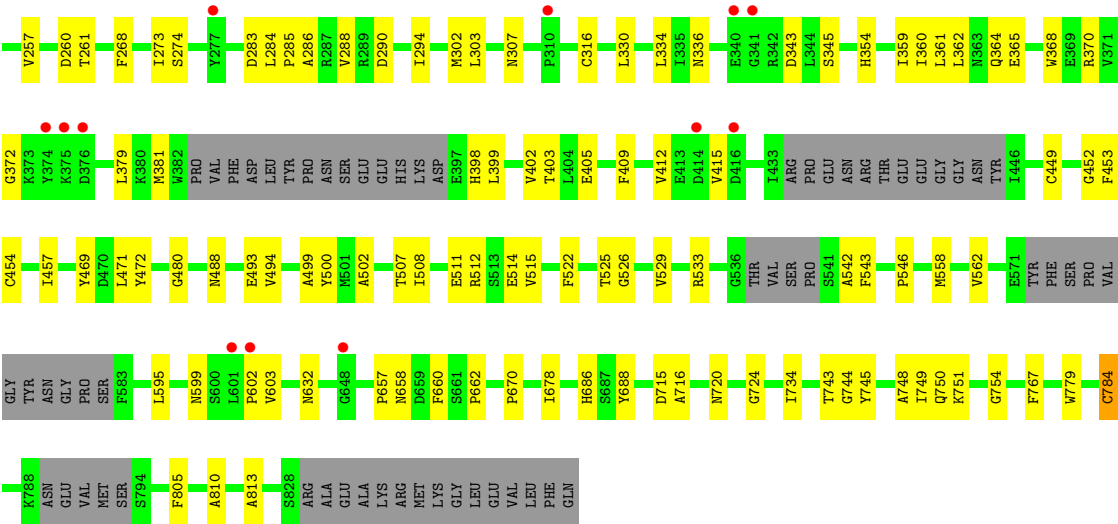 V257 D260 T261 F268 I273 S274 Y277 D283 L284 P285 A286 R287 V288 R289 D290 I294 M302 L303 N307 P310 C316 L330 L334 I335 N336 E340 G341 R342 D343 L344 S345 H354 I359 I360 L361 L362 N363 Q364 E365 W368 E369 R370 V371
G372 K373 Y374 K375 D376 L379 K380 M381 W382 PRO VAL PHE ASP LEU TYR PRO ASN SER GLU GLU HIS LYS ASP E397 H398 L399 V402 T403 L404 E405 F409 V412 E413 D414 V415 D416 I433 ARG PRO GLU ASN ARG THR GLU GLU GLY GLY ASN TYR I446 C449 G452 F453
C454 I457 Y469 D470 L471 Y472 G480 N488 E493 V494 A499 Y500 M501 A502 T507 I508 E511 R512 S513 E514 V515 F522 T525 G526 V529 R533 G536 THR VAL SER PRO S541 A542 F543 P546 M558 V562 E571 TYR PHE SER PRO VAL
GLY TYR ASN GLY PRO SER F583 L595 N599 S600 L601 P602 V603 N632 G648 P657 N658 D659 F660 S661 P662 P670 I678 H686 S687 Y688 D715 A716 N720 G724 I734 T743 G744 Y745 A748 I749 Q750 K751 G754 F767 W779 C784
K788 ASN GLU VAL MET SER S794 F805 A810 A813 S828 ARG ALA GLU ALA LYS ARG MET LYS GLY LEU GLU VAL LEU PHE GLN